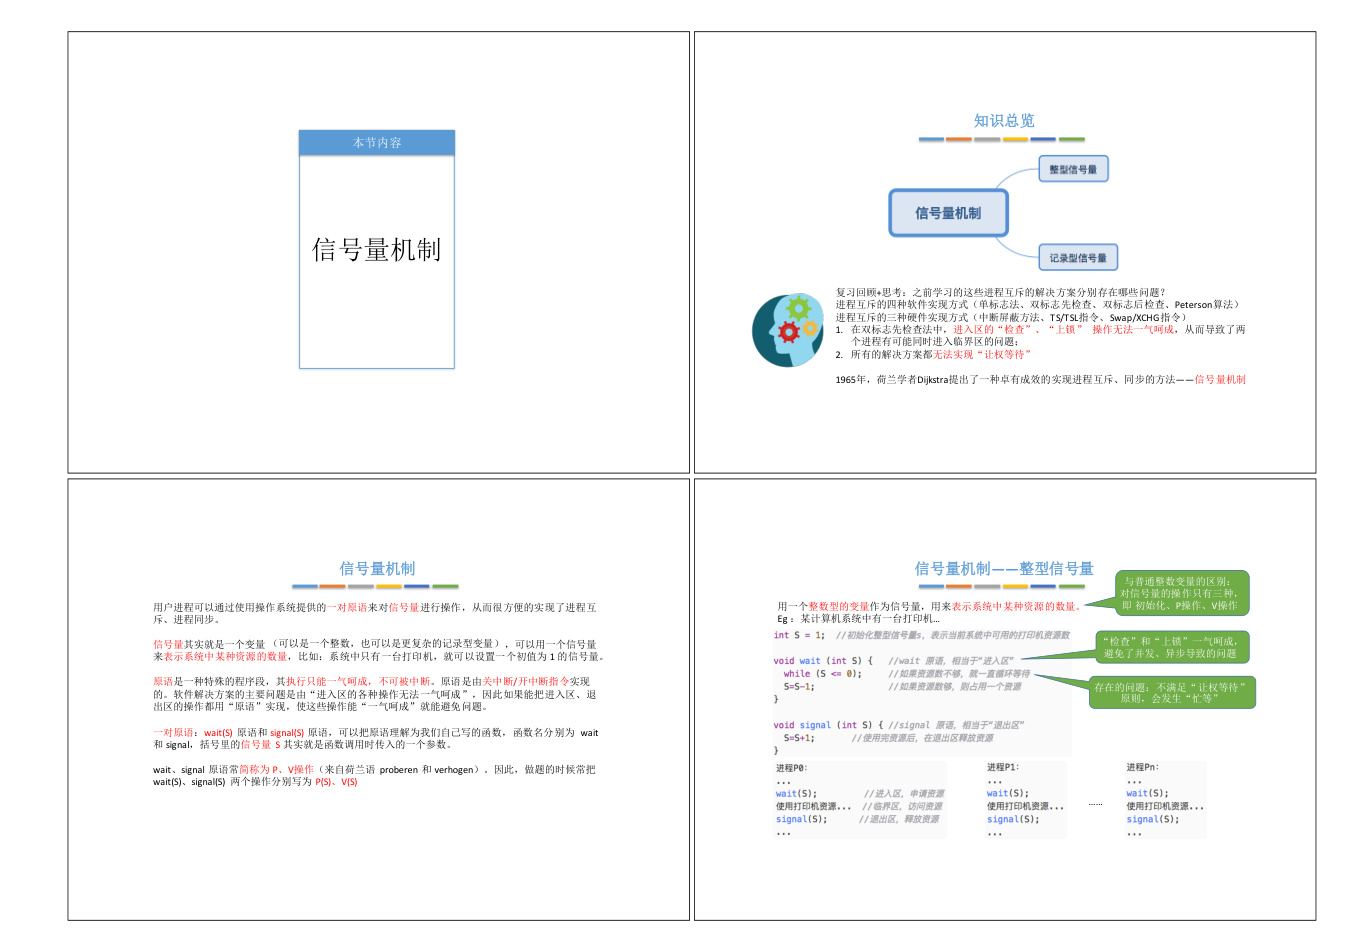 本节内容
信号量机制
知识总览
整型信号量
信号量机制
记录型信号量
复习回顾+思考：之前学习的这些进程互斥的解决方案分别存在哪些问题？
进程互斥的四种软件实现方式（单标志法、双标志先检查、双标志后检查、Peterson算法）
进程互斥的三种硬件实现方式（中断屏蔽方法、TS/TSL指令、Swap/XCHG指令）
1. 在双标志先检查法中，进入区的“检查”、“上锁” 操作无法一气呵成，从而导致了两
个进程有可能同时进入临界区的问题；
2. 所有的解决方案都无法实现“让权等待”
1965年，荷兰学者Dijkstra提出了一种卓有成效的实现进程互斥、同步的方法——信号量机制
信号量机制
用户进程可以通过使用操作系统提供的一对原语来对信号量进行操作，从而很方便的实现了进程互
斥、进程同步。
信号量其实就是一个变量（可以是一个整数，也可以是更复杂的记录型变量），可以用一个信号量
来表示系统中某种资源的数量，比如：系统中只有一台打印机，就可以设置一个初值为 1 的信号量。
原语是一种特殊的程序段，其执行只能一气呵成，不可被中断。原语是由关中断/开中断指令实现
的。软件解决方案的主要问题是由“进入区的各种操作无法一气呵成”，因此如果能把进入区、退
出区的操作都用“原语”实现，使这些操作能“一气呵成”就能避免问题。
一对原语：wait(S) 原语和 signal(S) 原语，可以把原语理解为我们自己写的函数，函数名分别为 wait
和 signal，括号里的信号量 S 其实就是函数调用时传入的一个参数。
wait、signal 原语常简称为 P、V操作（来自荷兰语 proberen 和 verhogen）。因此，做题的时候常把
wait(S)、signal(S) 两个操作分别写为 P(S)、V(S)
信号量机制——整型信号量
与普通整数变量的区别：
对信号量的操作只有三种，
即 初始化、P操作、V操作
用一个整数型的变量作为信号量，用来表示系统中某种资源的数量。
Eg：某计算机系统中有一台打印机...
int S = 1; //初始化整型信号量s，表示当前系统中可用的打印机资源数
“检查”和“上锁”一气呵成，
避免了并发、异步导致的问题
void wait (int S) { //wait 原语，相当于“进入区”
while (S <= 0); //如果资源数不够，就一直循环等待
S=S-1; //如果资源数够，则占用一个资源
}
存在的问题：不满足“让权等待”
原则，会发生“忙等”
void signal (int S) { //signal 原语，相当于“退出区”
S=S+1; //使用完资源后，在退出区释放资源
}
进程P0：
...
wait(S); //进入区，申请资源
使用打印机资源... //临界区，访问资源
signal(S); //退出区，释放资源
...
进程P1：
...
wait(S);
使用打印机资源...
signal(S);
...
......
进程Pn：
...
wait(S);
使用打印机资源...
signal(S);
...